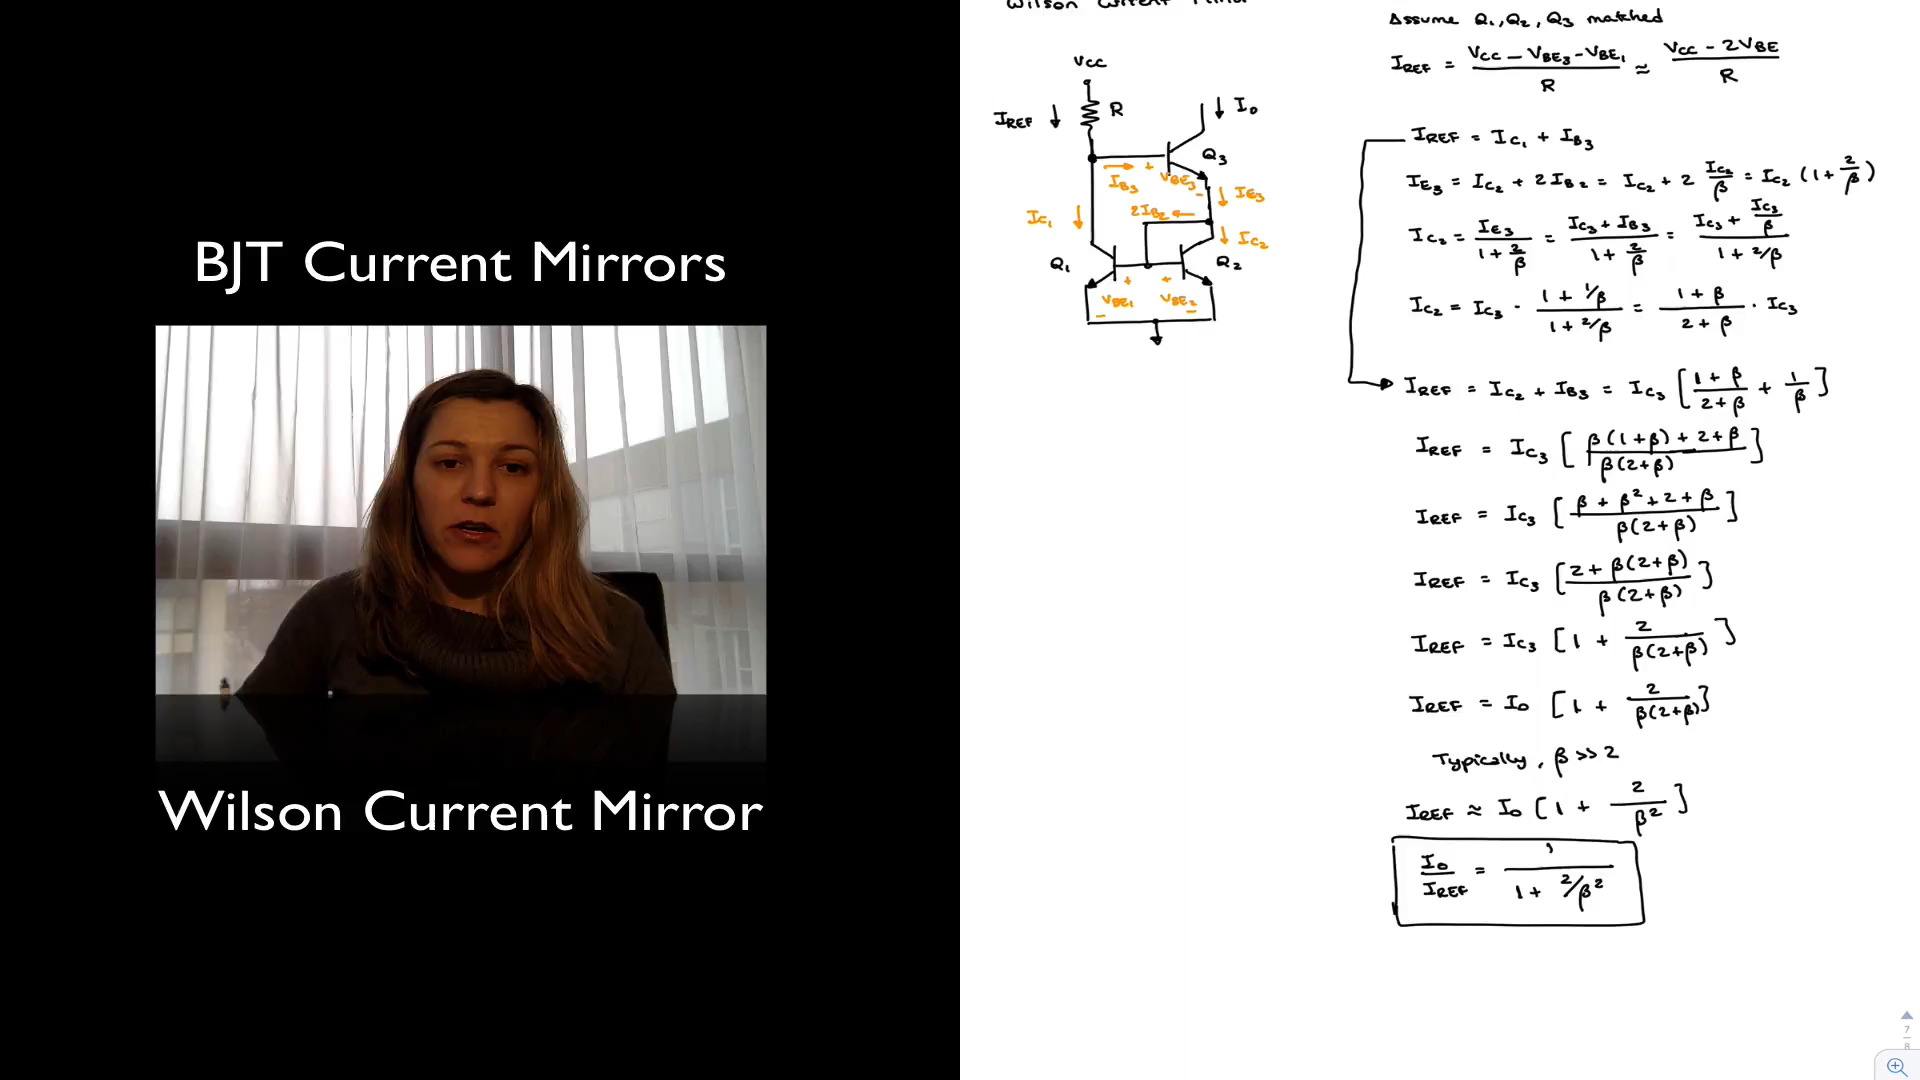 BJT Current Mirrors
Wilson Current Mirror
Wilson Current Mirror
VCC
R
IREF
Io
Q3
IB3
+ VBE3 -
IE3
2IB2
IC1
IC2
Q1
Q2
+ VBE1 -
+ VBE2 -
Assume Q1, Q2, Q3 matched
IREF = (VCC - VBE3 - VBE1) / R ≈ (VCC - 2VBE) / R
IREF = IC1 + IB3
IE3 = IC2 + 2IB2 = IC2 + 2 IC2/β = IC2 (1 + 2/β)
IC2 = IE3 / (1 + 2/β) = (IC3 + IB3) / (1 + 2/β) = (IC3 + IC3/β) / (1 + 2/β)
IC2 = IC3 · (1 + 1/β) / (1 + 2/β) = (1 + β) / (2 + β) · IC3
IREF = IC2 + IB3 = IC3 [(1 + β) / (2 + β) + 1/β]
IREF = IC3 [(β(1+β) + 2+β) / β(2+β)]
IREF = IC3 [(β + β² + 2 + β) / β(2+β)]
IREF = IC3 [(2 + β(2+β)) / β(2+β)]
IREF = IC3 [1 + 2 / β(2+β)]
IREF = Io [1 + 2 / β(2+β)]
Typically, β >> 2
IREF ≈ Io [1 + 2/β²]
Io/IREF = 1 / (1 + 2/β²)
7
8